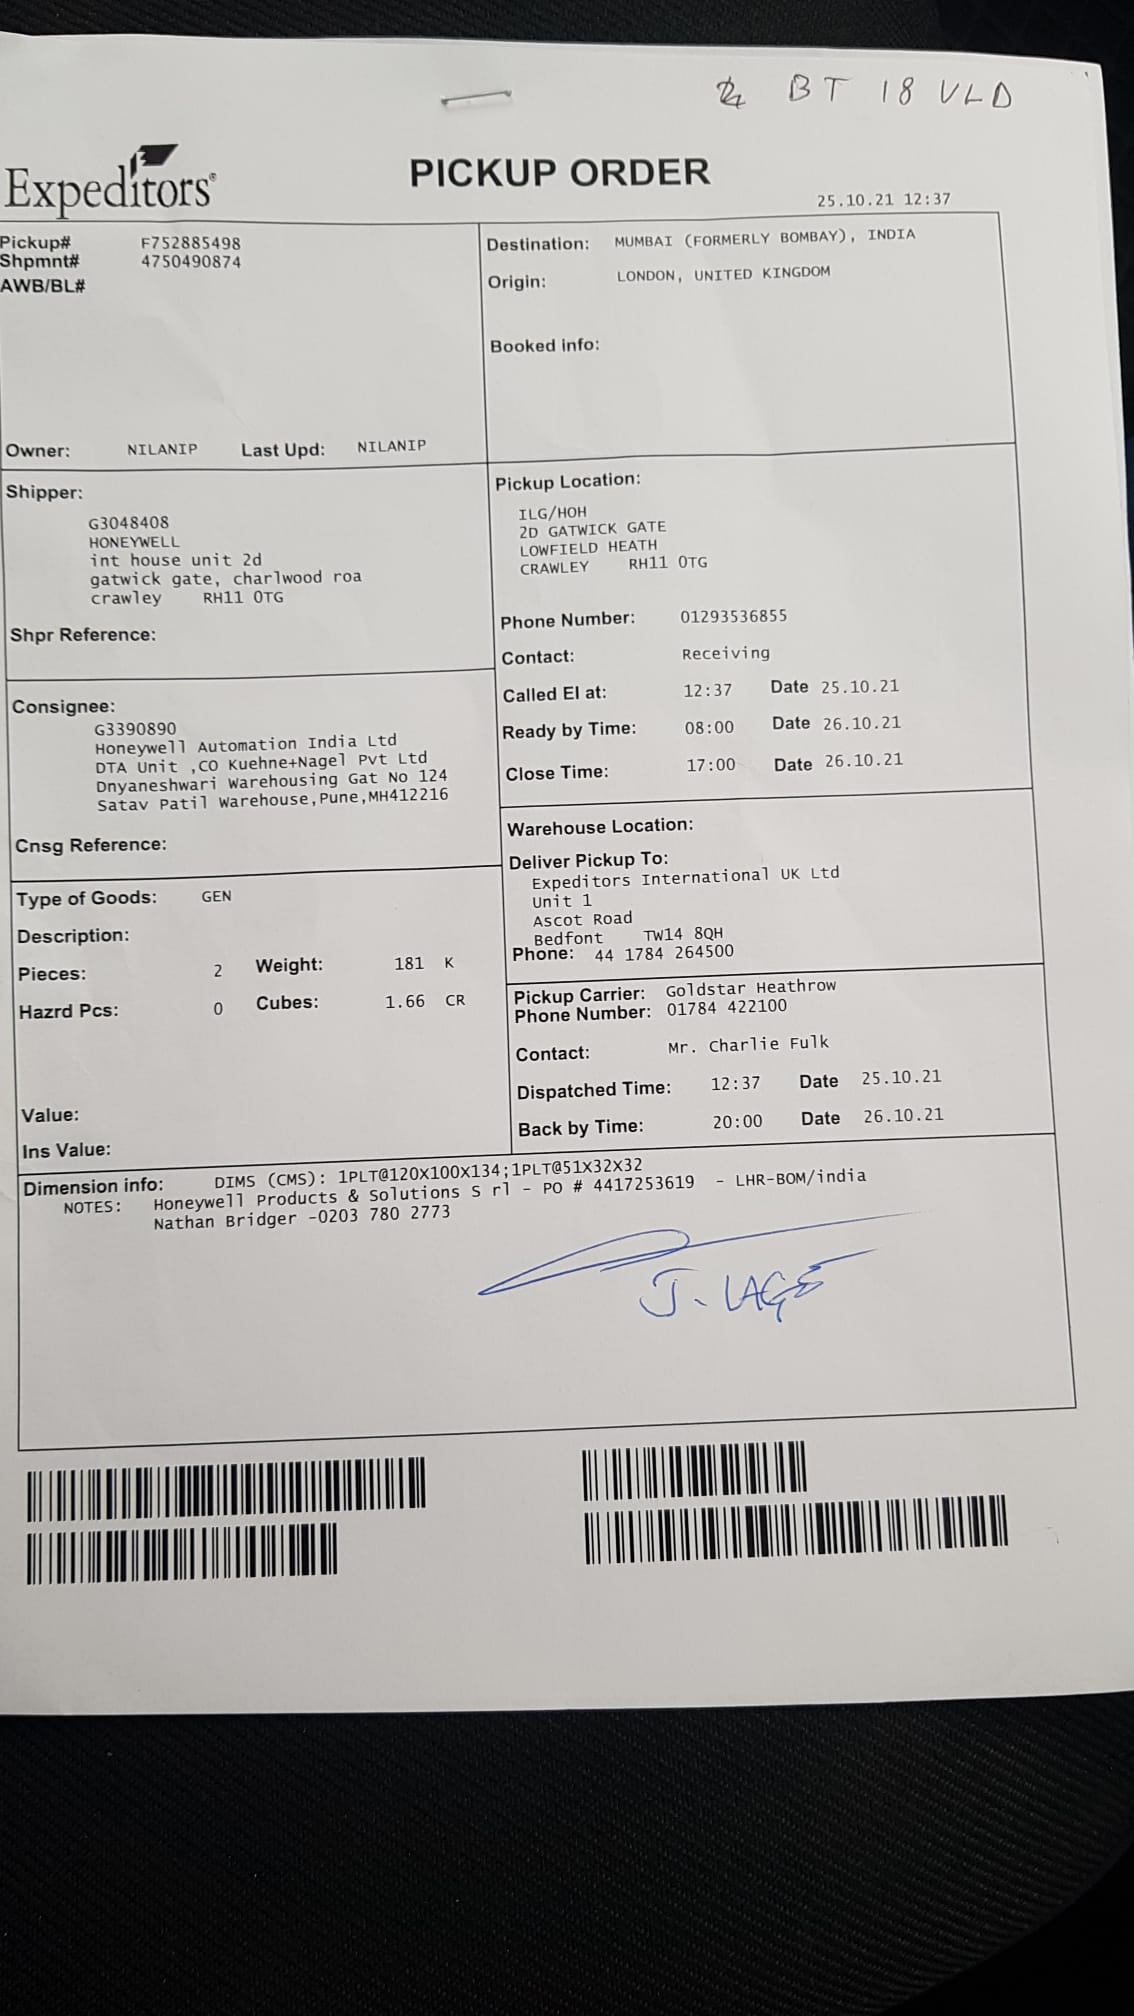 BT 18 VLD
Expeditors®
PICKUP ORDER
25.10.21 12:37
Pickup# F752885498
Shpmnt# 4750490874
AWB/BL#
Owner: NILANIP Last Upd: NILANIP
Destination: MUMBAI (FORMERLY BOMBAY), INDIA
Origin: LONDON, UNITED KINGDOM
Booked info:
Shipper:
G3048408
HONEYWELL
int house unit 2d
gatwick gate, charlwood roa
crawley RH11 0TG
Shpr Reference:
Pickup Location:
ILG/HOH
2D GATWICK GATE
LOWFIELD HEATH
CRAWLEY RH11 0TG
Phone Number: 01293536855
Contact: Receiving
Called EI at: 12:37 Date 25.10.21
Ready by Time: 08:00 Date 26.10.21
Close Time: 17:00 Date 26.10.21
Consignee:
G3390890
Honeywell Automation India Ltd
DTA Unit ,CO Kuehne+Nagel Pvt Ltd
Dnyaneshwari Warehousing Gat No 124
Satav Patil Warehouse,Pune,MH412216
Cnsg Reference:
Warehouse Location:
Deliver Pickup To:
Expeditors International UK Ltd
Unit 1
Ascot Road
Bedfont TW14 8QH
Phone: 44 1784 264500
Type of Goods: GEN
Description:
Pieces: 2 Weight: 181 K
Hazrd Pcs: 0 Cubes: 1.66 CR
Value:
Ins Value:
Pickup Carrier: Goldstar Heathrow
Phone Number: 01784 422100
Contact: Mr. Charlie Fulk
Dispatched Time: 12:37 Date 25.10.21
Back by Time: 20:00 Date 26.10.21
Dimension info: DIMS (CMS): 1PLT@120X100X134;1PLT@51X32X32
NOTES: Honeywell Products & Solutions S rl - PO # 4417253619 - LHR-BOM/india
Nathan Bridger -0203 780 2773
J. LAGE